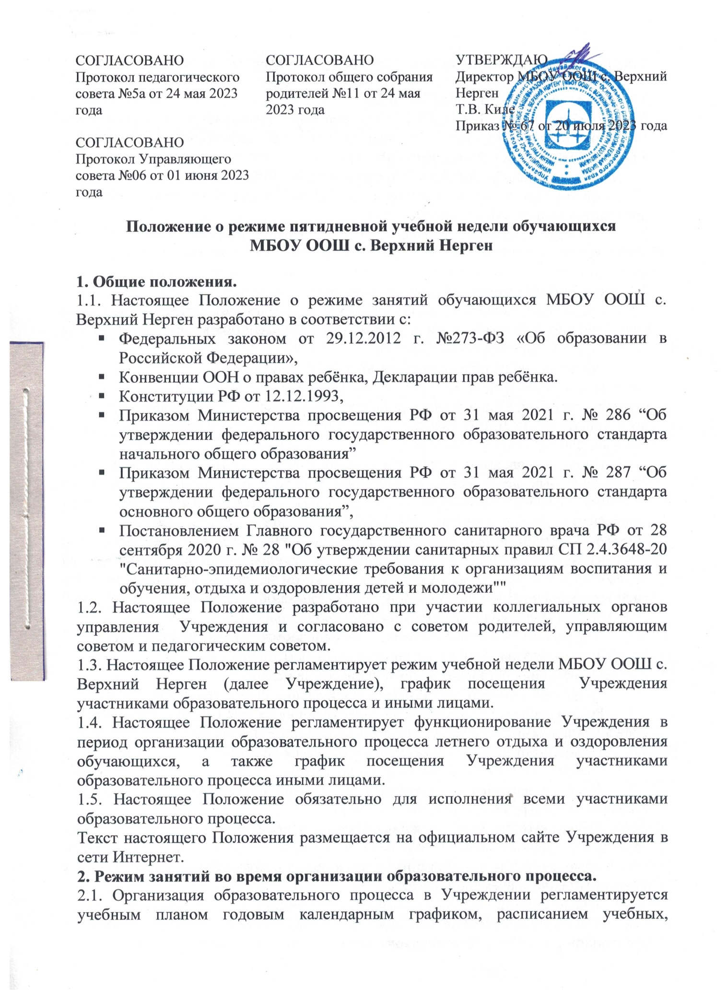 СОГЛАСОВАНО
Протокол педагогического
совета №5а от 24 мая 2023
года
СОГЛАСОВАНО
Протокол Управляющего
совета №06 от 01 июня 2023
года
СОГЛАСОВАНО
Протокол общего собрания
родителей №11 от 24 мая
2023 года
УТВЕРЖДАЮ
Директор МБОУ ООШ с. Верхний
Нерген
Т.В. Киле
Приказ № 67 от 20 июля 2023 года
Положение о режиме пятидневной учебной недели обучающихся
МБОУ ООШ с. Верхний Нерген
1. Общие положения.
1.1. Настоящее Положение о режиме занятий обучающихся МБОУ ООШ с.
Верхний Нерген разработано в соответствии с:
▪ Федеральных законом от 29.12.2012 г. №273-ФЗ «Об образовании в
Российской Федерации»,
▪ Конвенции ООН о правах ребёнка, Декларации прав ребёнка.
▪ Конституции РФ от 12.12.1993,
▪ Приказом Министерства просвещения РФ от 31 мая 2021 г. № 286 “Об
утверждении федерального государственного образовательного стандарта
начального общего образования”
▪ Приказом Министерства просвещения РФ от 31 мая 2021 г. № 287 “Об
утверждении федерального государственного образовательного стандарта
основного общего образования”,
▪ Постановлением Главного государственного санитарного врача РФ от 28
сентября 2020 г. № 28 "Об утверждении санитарных правил СП 2.4.3648-20
"Санитарно-эпидемиологические требования к организациям воспитания и
обучения, отдыха и оздоровления детей и молодежи""
1.2. Настоящее Положение разработано при участии коллегиальных органов
управления Учреждения и согласовано с советом родителей, управляющим
советом и педагогическим советом.
1.3. Настоящее Положение регламентирует режим учебной недели МБОУ ООШ с.
Верхний Нерген (далее Учреждение), график посещения Учреждения
участниками образовательного процесса и иными лицами.
1.4. Настоящее Положение регламентирует функционирование Учреждения в
период организации образовательного процесса летнего отдыха и оздоровления
обучающихся, а также график посещения Учреждения участниками
образовательного процесса иными лицами.
1.5. Настоящее Положение обязательно для исполнения всеми участниками
образовательного процесса.
Текст настоящего Положения размещается на официальном сайте Учреждения в
сети Интернет.
2. Режим занятий во время организации образовательного процесса.
2.1. Организация образовательного процесса в Учреждении регламентируется
учебным планом годовым календарным графиком, расписанием учебных,